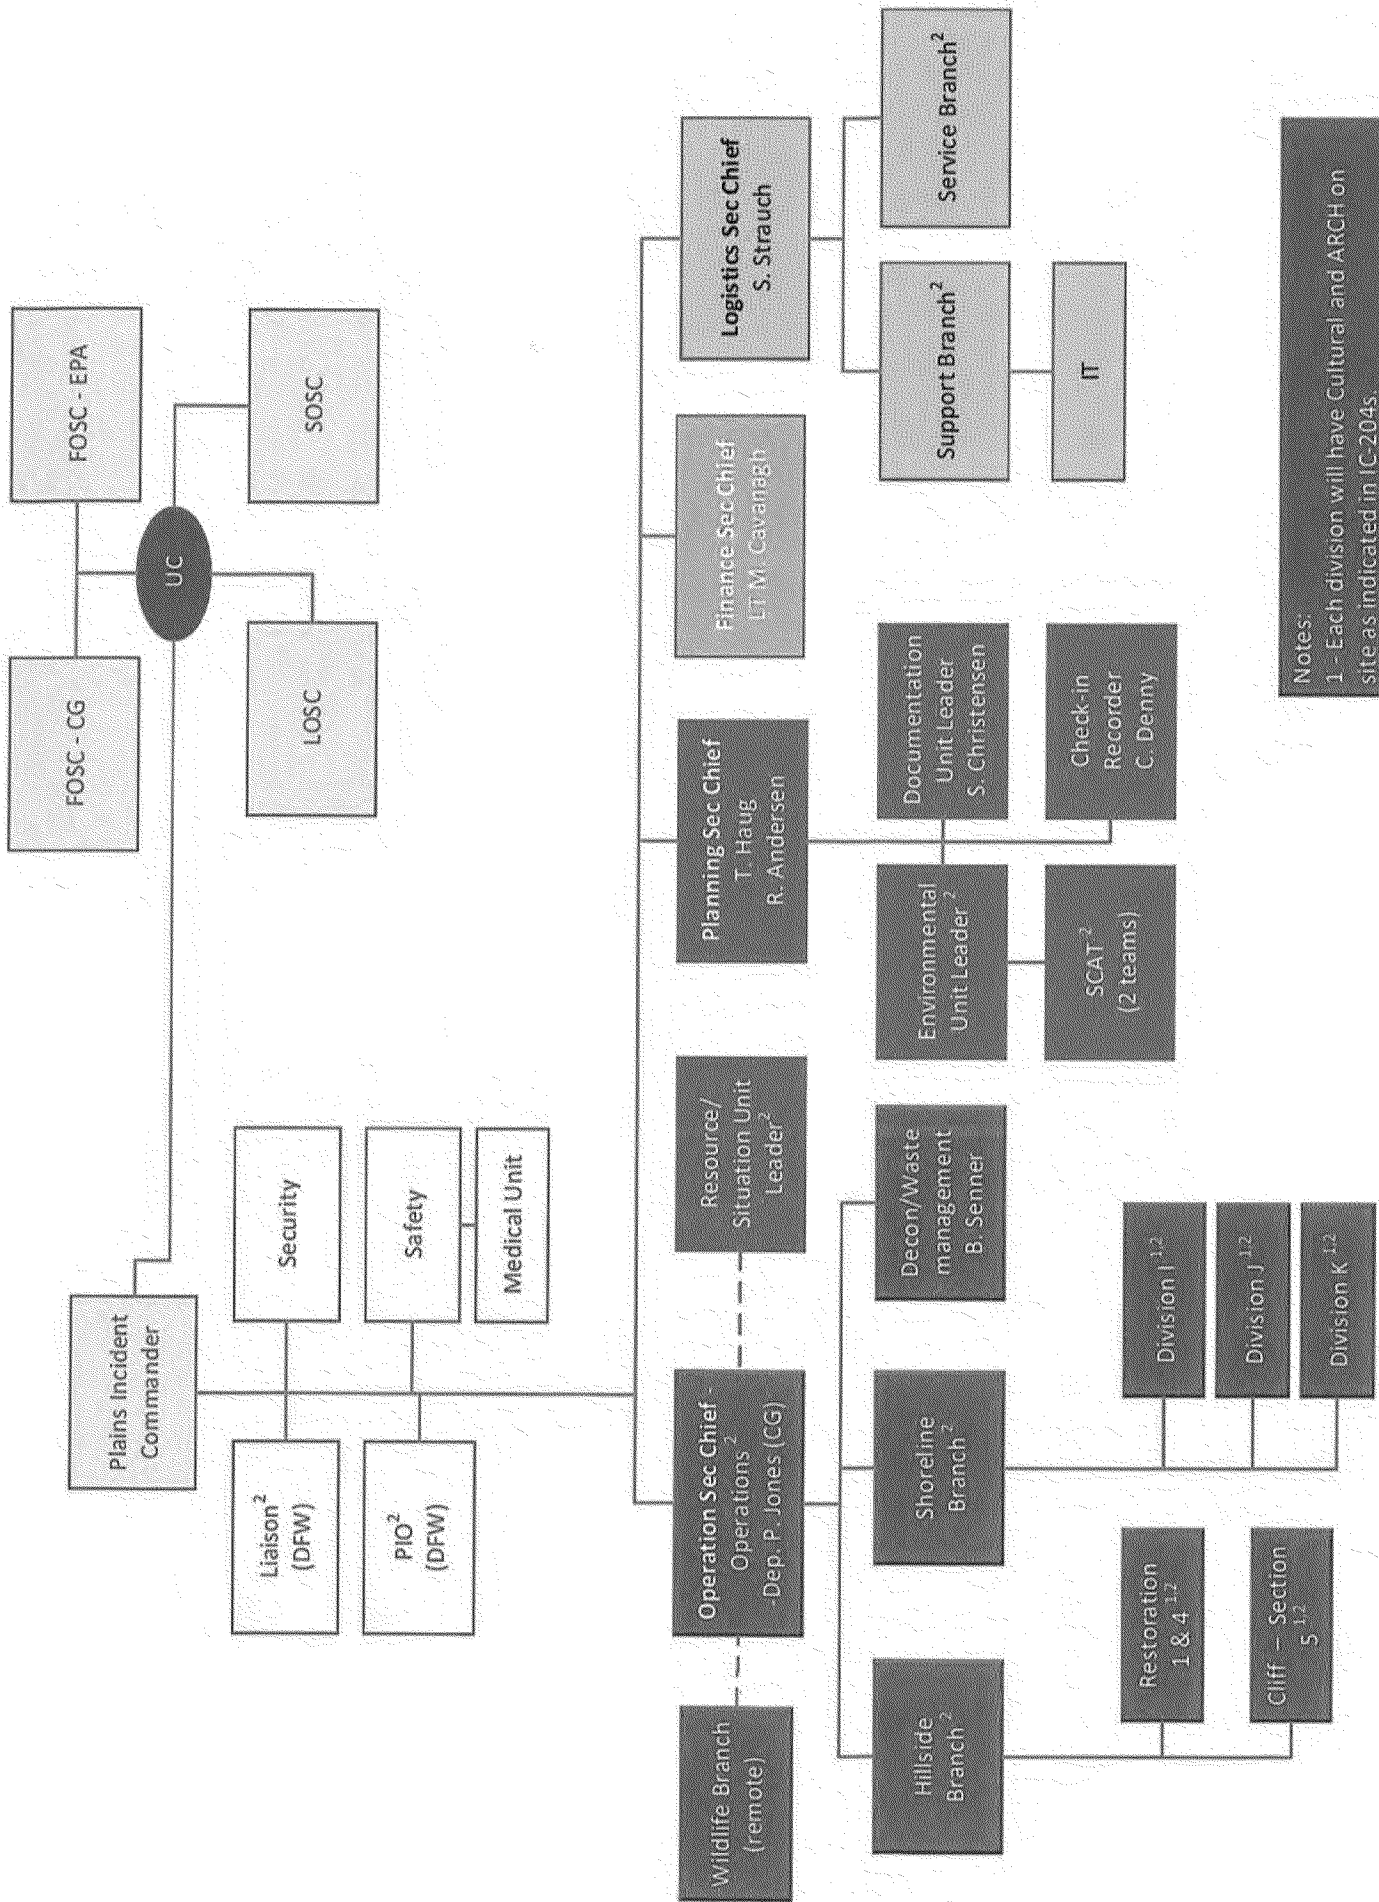 FOSC - CG
FOSC - EPA
UC
LOSC
SOSC
Plains Incident
Commander
Liaison2
(DFW)
Security
PIO2
(DFW)
Safety
Medical Unit
Wildlife Branch
(remote)
Operation Sec Chief -
Operations 2
-Dep. P. Jones (CG)
Resource/
Situation Unit
Leader2
Planning Sec Chief
T. Haug
R. Andersen
Finance Sec Chief
LT M. Cavanagh
Logistics Sec Chief
S. Strauch
Hillside
Branch 2
Shoreline
Branch2
Decon/Waste
management
B. Senner
Environmental
Unit Leader 2
Documentation
Unit Leader
S. Christensen
Support Branch2
Service Branch2
SCAT 2
(2 teams)
Check-in
Recorder
C. Denny
IT
Restoration
1 & 4 1,2
Cliff – Section
5 1,2
Division I 1,2
Division J 1,2
Division K 1,2
Notes:
1 - Each division will have Cultural and ARCH on
site as indicated in IC-204s